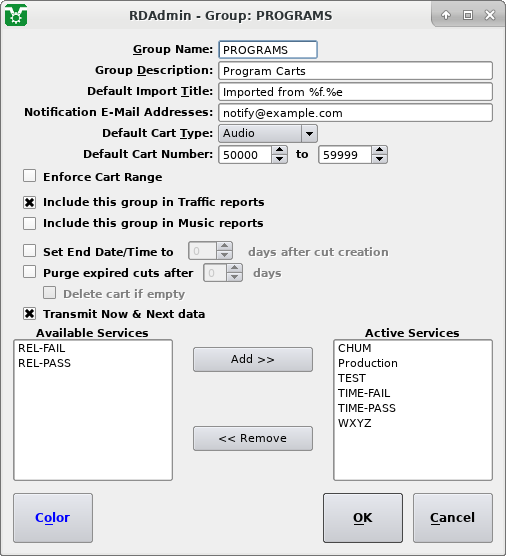 RDAdmin - Group: PROGRAMS
Group Name: PROGRAMS
Group Description: Program Carts
Default Import Title: Imported from %f.%e
Notification E-Mail Addresses: notify@example.com
Default Cart Type: Audio
Default Cart Number: 50000 to 59999
Enforce Cart Range
Include this group in Traffic reports
Include this group in Music reports
Set End Date/Time to 0 days after cut creation
Purge expired cuts after 0 days
Delete cart if empty
Transmit Now & Next data
Available Services
REL-FAIL
REL-PASS
Add >>
<< Remove
Active Services
CHUM
Production
TEST
TIME-FAIL
TIME-PASS
WXYZ
Color
OK
Cancel